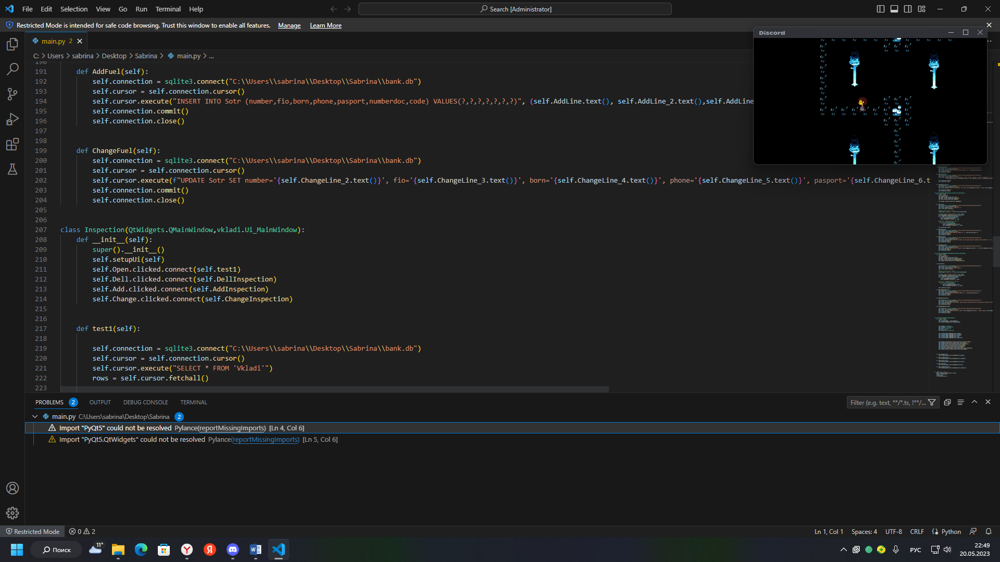 File Edit Selection View Go Run Terminal Help
Search [Administrator]
Restricted Mode is intended for safe code browsing. Trust this window to enable all features. Manage Learn More
Discord
main.py 2
C: > Users > sabrina > Desktop > Sabrina > main.py > ...
190
191 def AddFuel(self):
192 self.connection = sqlite3.connect("C:\\Users\\sabrina\\Desktop\\Sabrina\\bank.db")
193 self.cursor = self.connection.cursor()
194 self.cursor.execute("INSERT INTO Sotr (number,fio,born,phone,pasport,numberdoc,code) VALUES(?,?,?,?,?,?,?)", (self.AddLine.text(), self.AddLine_2.text(),self.AddLine
195 self.connection.commit()
196 self.connection.close()
197
198
199 def ChangeFuel(self):
200 self.connection = sqlite3.connect("C:\\Users\\sabrina\\Desktop\\Sabrina\\bank.db")
201 self.cursor = self.connection.cursor()
202 self.cursor.execute(f"UPDATE Sotr SET number='{self.ChangeLine_2.text()}', fio='{self.ChangeLine_3.text()}', born='{self.ChangeLine_4.text()}', phone='{self.ChangeLine_5.text()}', pasport='{self.ChangeLine_6.t
203 self.connection.commit()
204 self.connection.close()
205
206
207 class Inspection(QtWidgets.QMainWindow,vkladi.Ui_MainWindow):
208 def __init__(self):
209 super().__init__()
210 self.setupUi(self)
211 self.Open.clicked.connect(self.test1)
212 self.Dell.clicked.connect(self.DellInspection)
213 self.Add.clicked.connect(self.AddInspection)
214 self.Change.clicked.connect(self.ChangeInspection)
215
216
217 def test1(self):
218
219 self.connection = sqlite3.connect("C:\\Users\\sabrina\\Desktop\\Sabrina\\bank.db")
220 self.cursor = self.connection.cursor()
221 self.cursor.execute("SELECT * FROM 'Vkladi'")
222 rows = self.cursor.fetchall()
223
PROBLEMS 2 OUTPUT DEBUG CONSOLE TERMINAL
Filter (e.g. text, **/*.ts, !**/...
main.py C:\Users\sabrina\Desktop\Sabrina 2
Import "PyQt5" could not be resolved Pylance(reportMissingImports) [Ln 4, Col 6]
Import "PyQt5.QtWidgets" could not be resolved Pylance(reportMissingImports) [Ln 5, Col 6]
Restricted Mode 0 2
Ln 1, Col 1 Spaces: 4 UTF-8 CRLF Python
11°
Поиск
РУС
22:49
20.05.2023